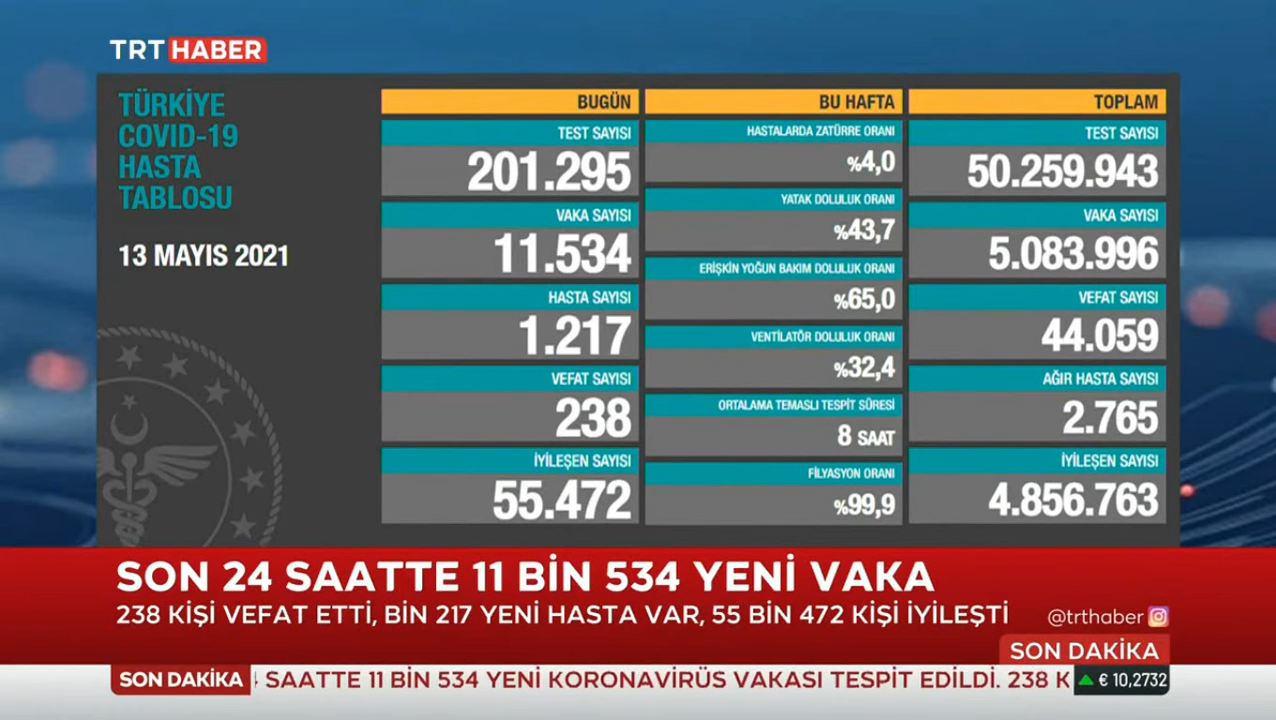 TRT HABER
TÜRKİYE
COVID-19
HASTA
TABLOSU
13 MAYIS 2021
BUGÜN
TEST SAYISI
201.295
VAKA SAYISI
11.534
HASTA SAYISI
1.217
VEFAT SAYISI
238
İYİLEŞEN SAYISI
55.472
BU HAFTA
HASTALARDA ZATÜRRE ORANI
%4,0
YATAK DOLULUK ORANI
%43,7
ERİŞKİN YOĞUN BAKIM DOLULUK ORANI
%65,0
VENTİLATÖR DOLULUK ORANI
%32,4
ORTALAMA TEMASLI TESPİT SÜRESİ
8 SAAT
FİLYASYON ORANI
%99,9
TOPLAM
TEST SAYISI
50.259.943
VAKA SAYISI
5.083.996
VEFAT SAYISI
44.059
AĞIR HASTA SAYISI
2.765
İYİLEŞEN SAYISI
4.856.763
SON 24 SAATTE 11 BİN 534 YENİ VAKA
238 KİŞİ VEFAT ETTİ, BİN 217 YENİ HASTA VAR, 55 BİN 472 KİŞİ İYİLEŞTİ
@trthaber
SON DAKİKA
SON DAKİKA SAATTE 11 BİN 534 YENİ KORONAVİRÜS VAKASI TESPİT EDİLDİ. 238 K € 10,2732